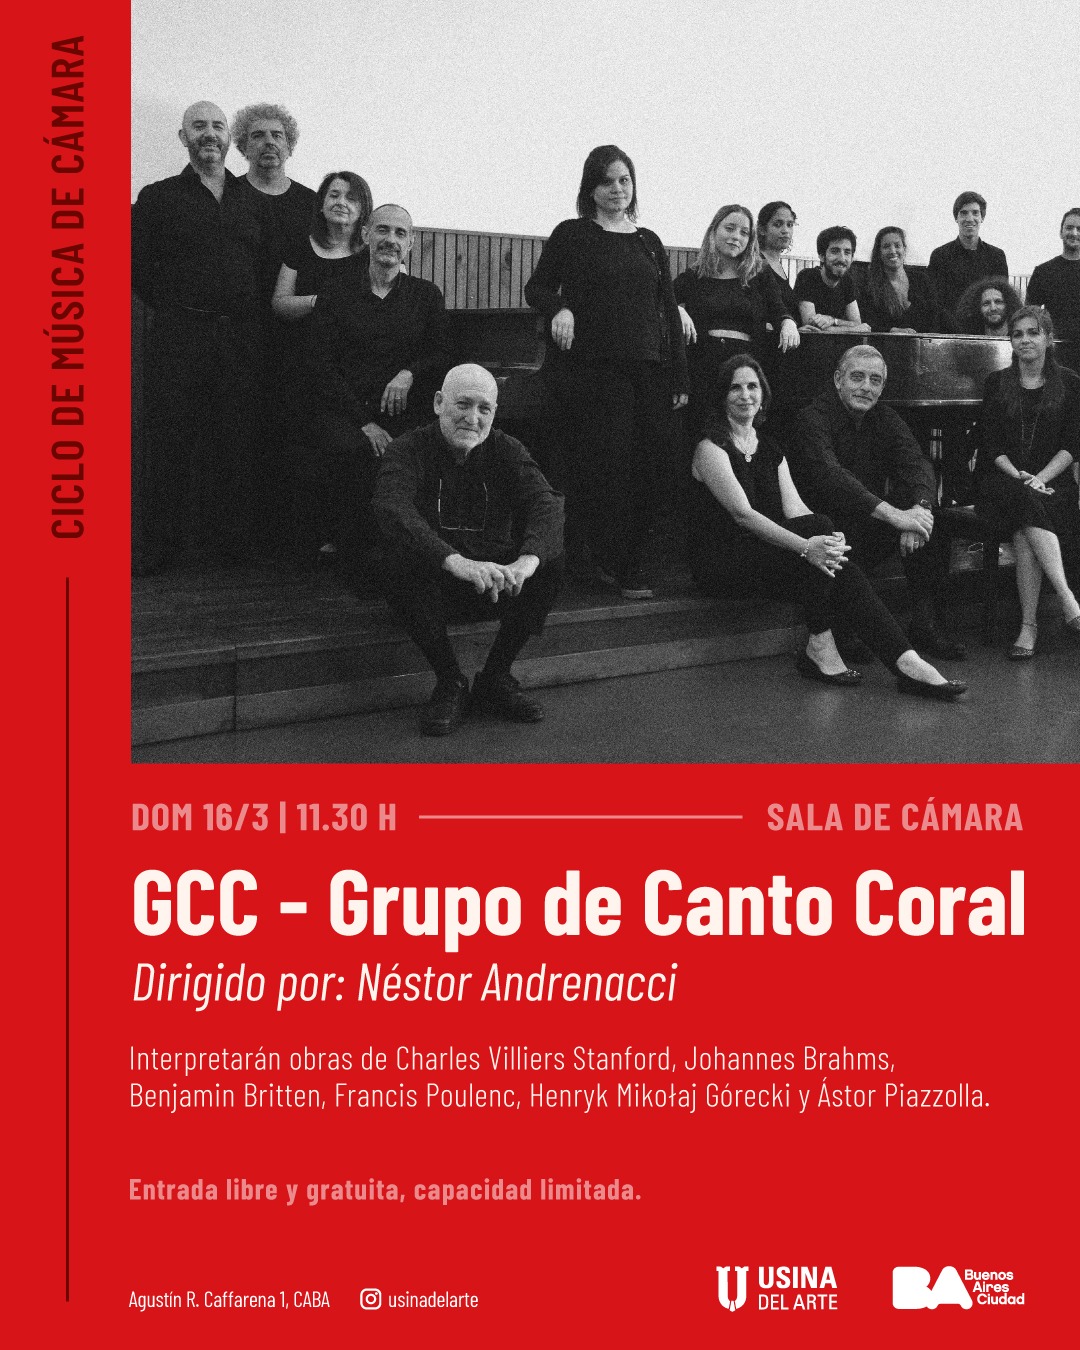 CICLO DE MÚSICA DE CÁMARA
DOM 16/3 | 11.30 H
SALA DE CÁMARA
GCC - Grupo de Canto Coral
Dirigido por: Néstor Andrenacci
Interpretarán obras de Charles Villiers Stanford, Johannes Brahms,
Benjamin Britten, Francis Poulenc, Henryk Mikołaj Górecki y Ástor Piazzolla.
Entrada libre y gratuita, capacidad limitada.
Agustín R. Caffarena 1, CABA
usinadelarte
USINA
DEL ARTE
BA
Buenos
Aires
Ciudad